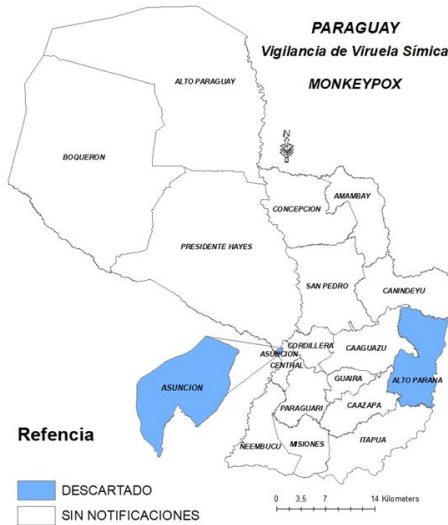 PARAGUAY
Vigilancia de Viruela Símica
MONKEYPOX
ALTO PARAGUAY
N
BOQUERON
AMAMBAY
CONCEPCION
PRESIDENTE HAYES
SAN PEDRO
CANINDEYU
CORDILLERA
CAAGUAZU
ASUNCION
CENTRAL
ASUNCION
GUAIRA
ALTO PARANA
PARAGUARI
CAAZAPA
ÑEEMBUCU
MISIONES
ITAPUA
Refencia
DESCARTADO
SIN NOTIFICACIONES
0 3,5 7 14 Kilometers